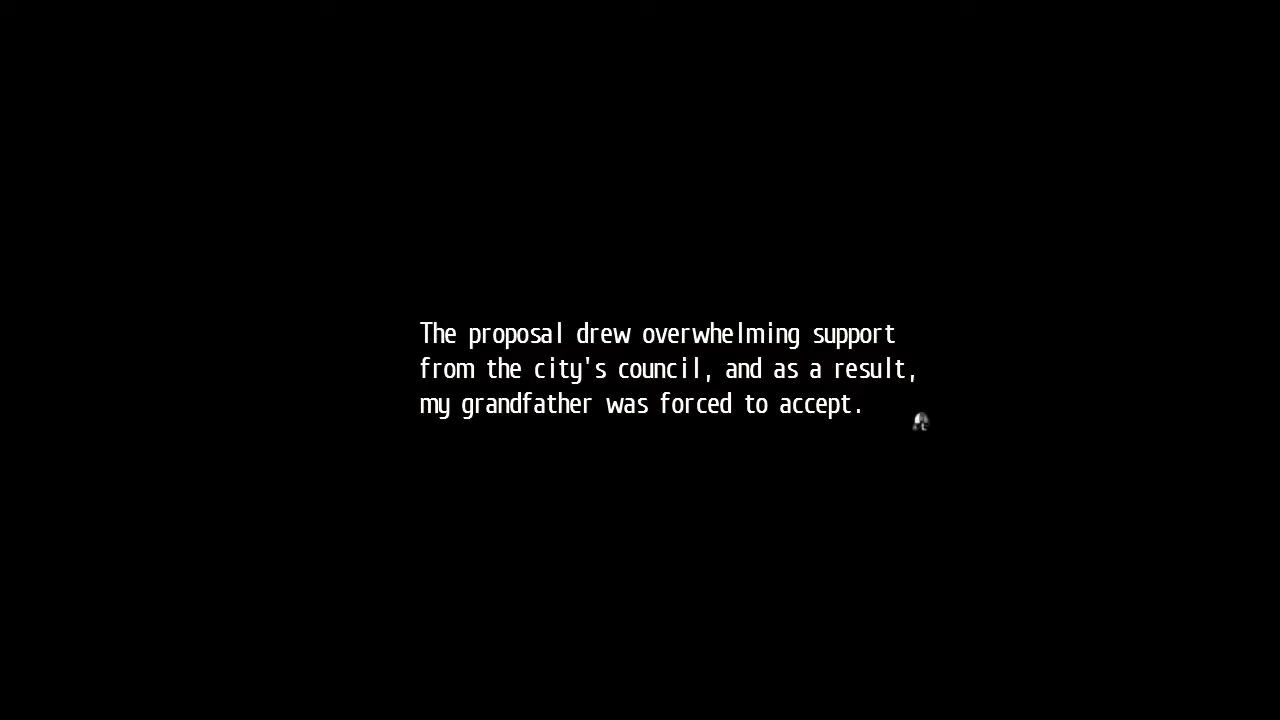 The proposal drew overwhelming support
from the city's council, and as a result,
my grandfather was forced to accept.